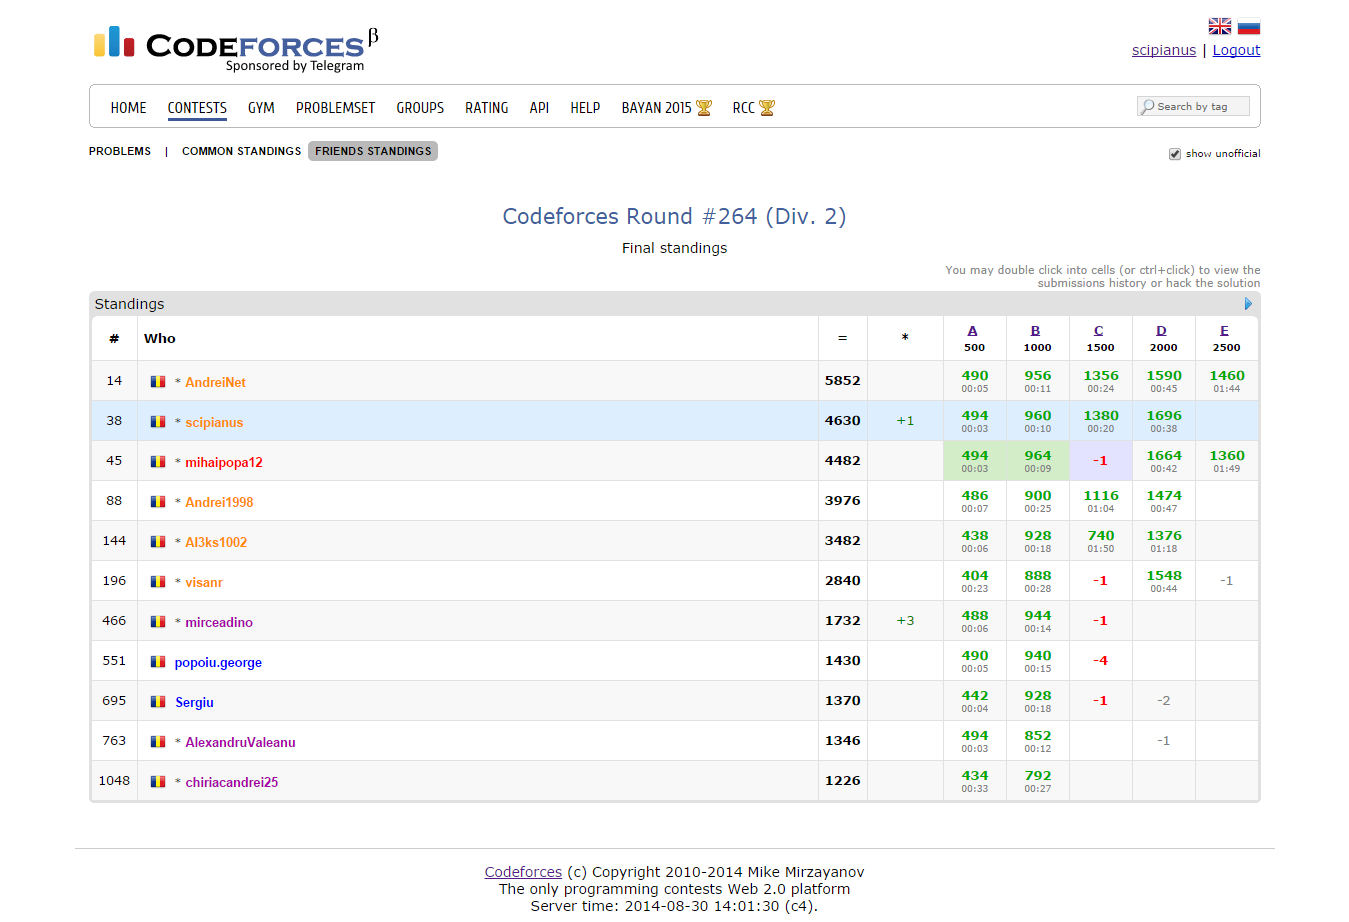 CODEFORCES β
Sponsored by Telegram
scipianus | Logout
HOME CONTESTS GYM PROBLEMSET GROUPS RATING API HELP BAYAN 2015 RCC Search by tag
PROBLEMS | COMMON STANDINGS FRIENDS STANDINGS show unofficial
Codeforces Round #264 (Div. 2)
Final standings
You may double click into cells (or ctrl+click) to view the
submissions history or hack the solution
Standings
# Who = * A B C D E
500 1000 1500 2000 2500
14 * AndreiNet 5852 490 956 1356 1590 1460
00:05 00:11 00:24 00:45 01:44
38 * scipianus 4630 +1 494 960 1380 1696
00:03 00:10 00:20 00:38
45 * mihaipopa12 4482 494 964 -1 1664 1360
00:03 00:09 00:42 01:49
88 * Andrei1998 3976 486 900 1116 1474
00:07 00:25 01:04 00:47
144 * Al3ks1002 3482 438 928 740 1376
00:06 00:18 01:50 01:18
196 * visanr 2840 404 888 -1 1548 -1
00:23 00:28 00:44
466 * mirceadino 1732 +3 488 944 -1
00:06 00:14
551 popoiu.george 1430 490 940 -4
00:05 00:15
695 Sergiu 1370 442 928 -1 -2
00:04 00:18
763 * AlexandruValeanu 1346 494 852 -1
00:03 00:12
1048 * chiriacandrei25 1226 434 792
00:33 00:27
Codeforces (c) Copyright 2010-2014 Mike Mirzayanov
The only programming contests Web 2.0 platform
Server time: 2014-08-30 14:01:30 (c4).